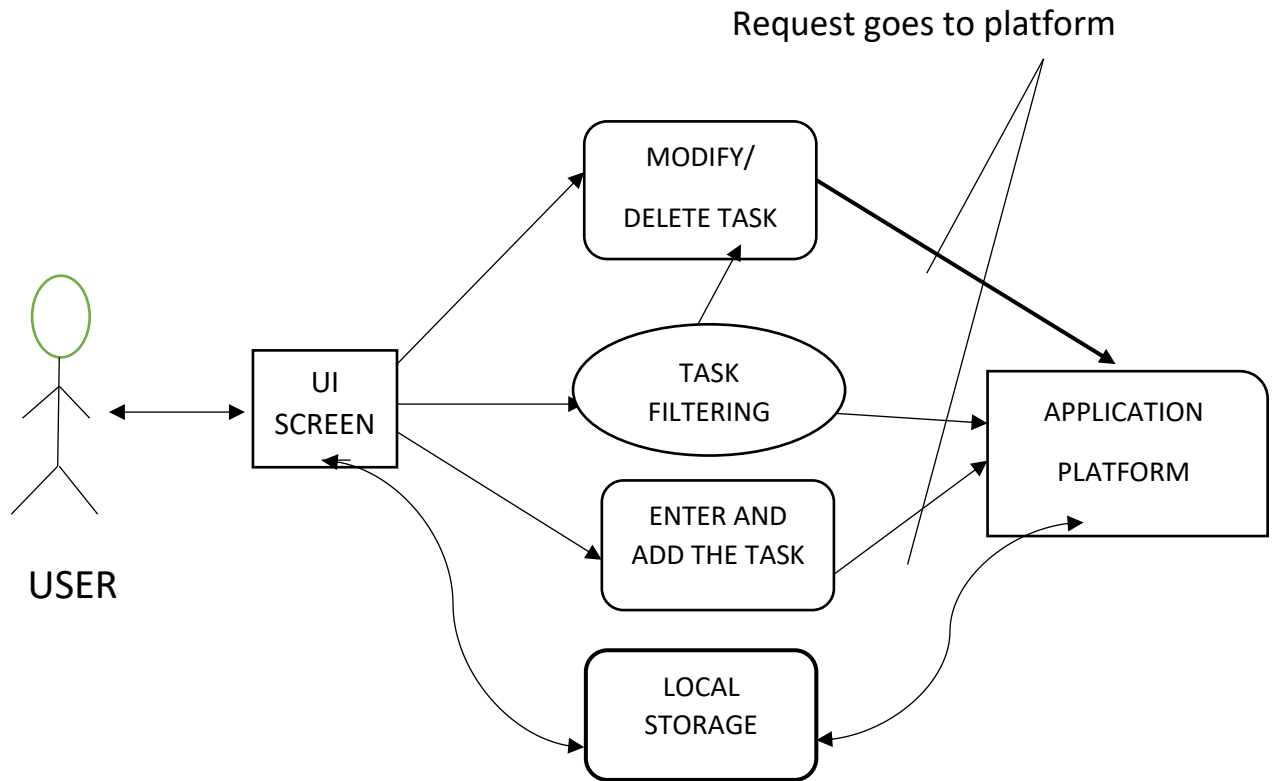 Request goes to platform
MODIFY/
DELETE TASK
TASK
FILTERING
UI
SCREEN
APPLICATION
PLATFORM
ENTER AND
ADD THE TASK
USER
LOCAL
STORAGE